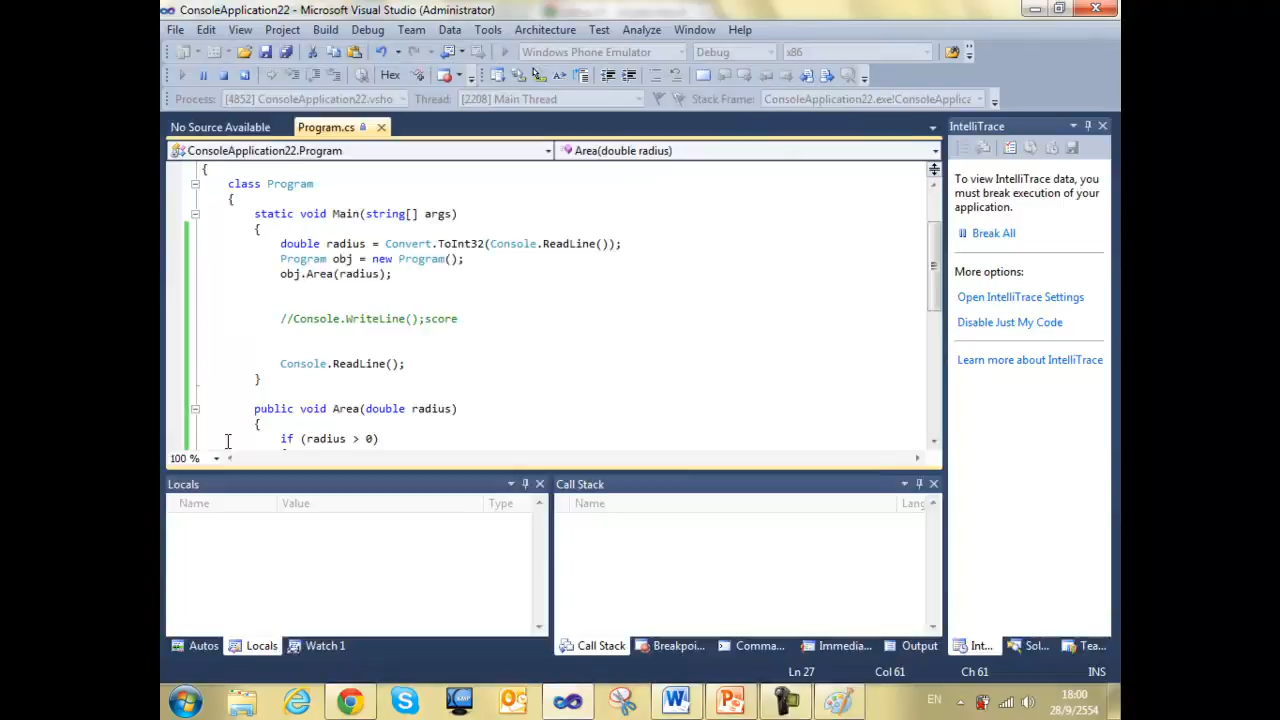 ConsoleApplication22 - Microsoft Visual Studio (Administrator)
File Edit View Project Build Debug Team Data Tools Architecture Test Analyze Window Help
Windows Phone Emulator Debug x86
Hex
Process: [4852] ConsoleApplication22.vsho Thread: [2208] Main Thread Stack Frame: ConsoleApplication22.exe!ConsoleApplica
No Source Available Program.cs IntelliTrace
ConsoleApplication22.Program Area(double radius)
{
class Program
{
static void Main(string[] args)
{
double radius = Convert.ToInt32(Console.ReadLine());
Program obj = new Program();
obj.Area(radius);
//Console.WriteLine();score
Console.ReadLine();
}
public void Area(double radius)
{
if (radius > 0)
100 %
To view IntelliTrace data, you
must break execution of your
application.
Break All
More options:
Open IntelliTrace Settings
Disable Just My Code
Learn more about IntelliTrace
Locals Call Stack
Name Value Type Name Lang
Autos Locals Watch 1 Call Stack Breakpoi... Comma... Immedia... Output Int... Sol... Tea...
Ln 27 Col 61 Ch 61 INS
EN 18:00
28/9/2554